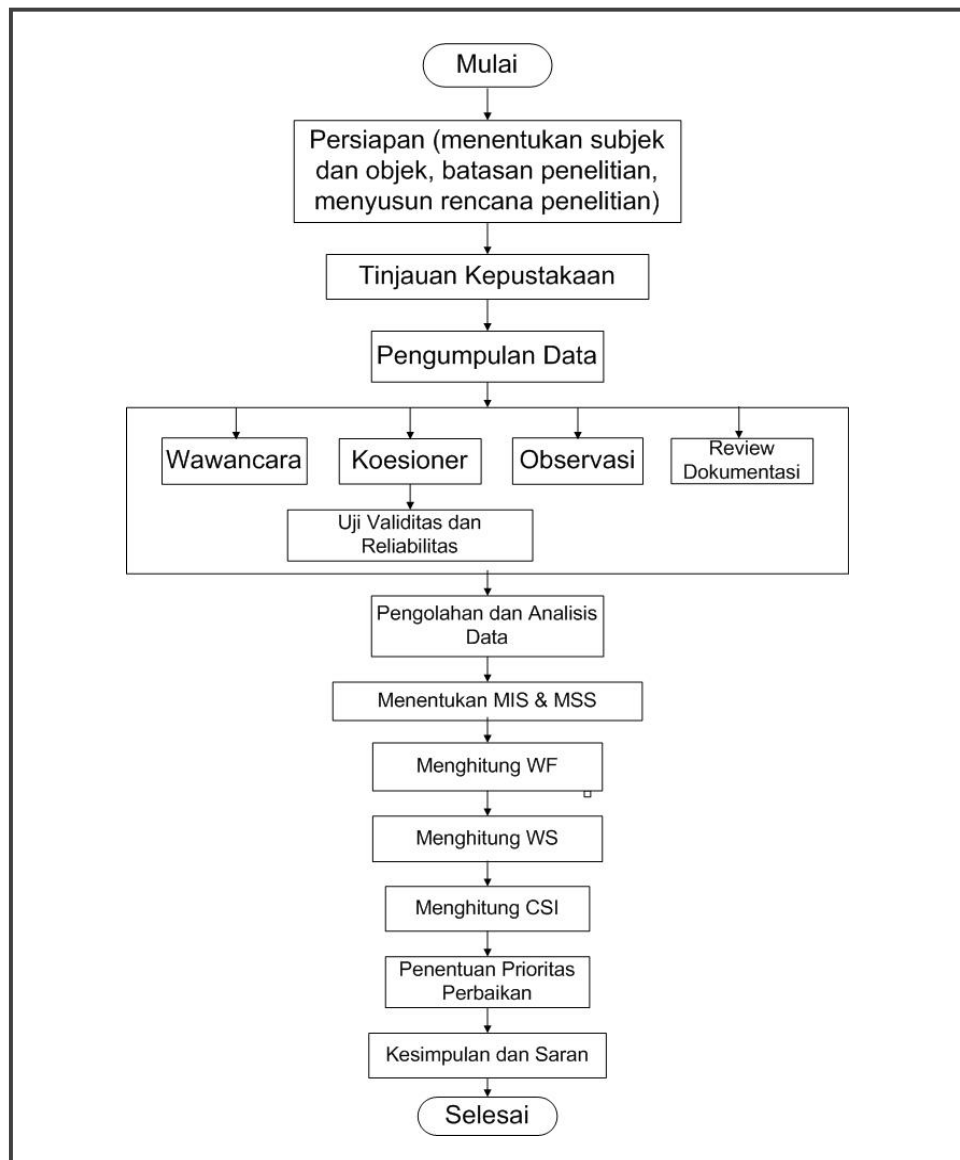 Mulai
Persiapan (menentukan subjek
dan objek, batasan penelitian,
menyusun rencana penelitian)
Tinjauan Kepustakaan
Pengumpulan Data
Wawancara
Koesioner
Observasi
Review
Dokumentasi
Uji Validitas dan
Reliabilitas
Pengolahan dan Analisis
Data
Menentukan MIS & MSS
Menghitung WF
Menghitung WS
Menghitung CSI
Penentuan Prioritas
Perbaikan
Kesimpulan dan Saran
Selesai